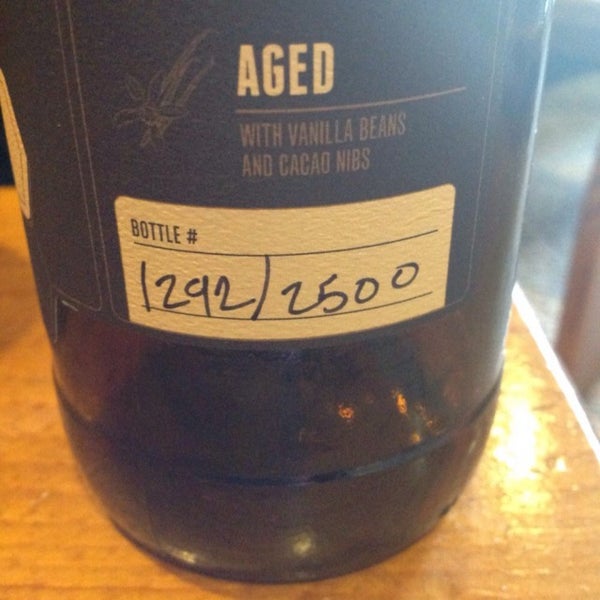 AGED
WITH VANILLA BEANS
AND CACAO NIBS
BOTTLE #
1292/2500